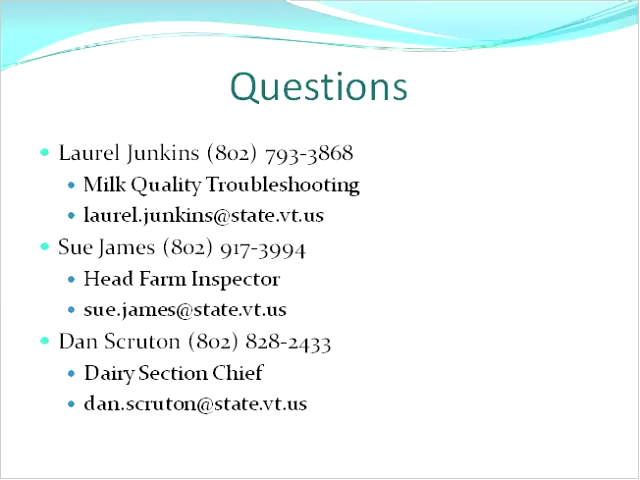 Questions
Laurel Junkins (802) 793-3868
Milk Quality Troubleshooting
laurel.junkins@state.vt.us
Sue James (802) 917-3994
Head Farm Inspector
sue.james@state.vt.us
Dan Scruton (802) 828-2433
Dairy Section Chief
dan.scruton@state.vt.us